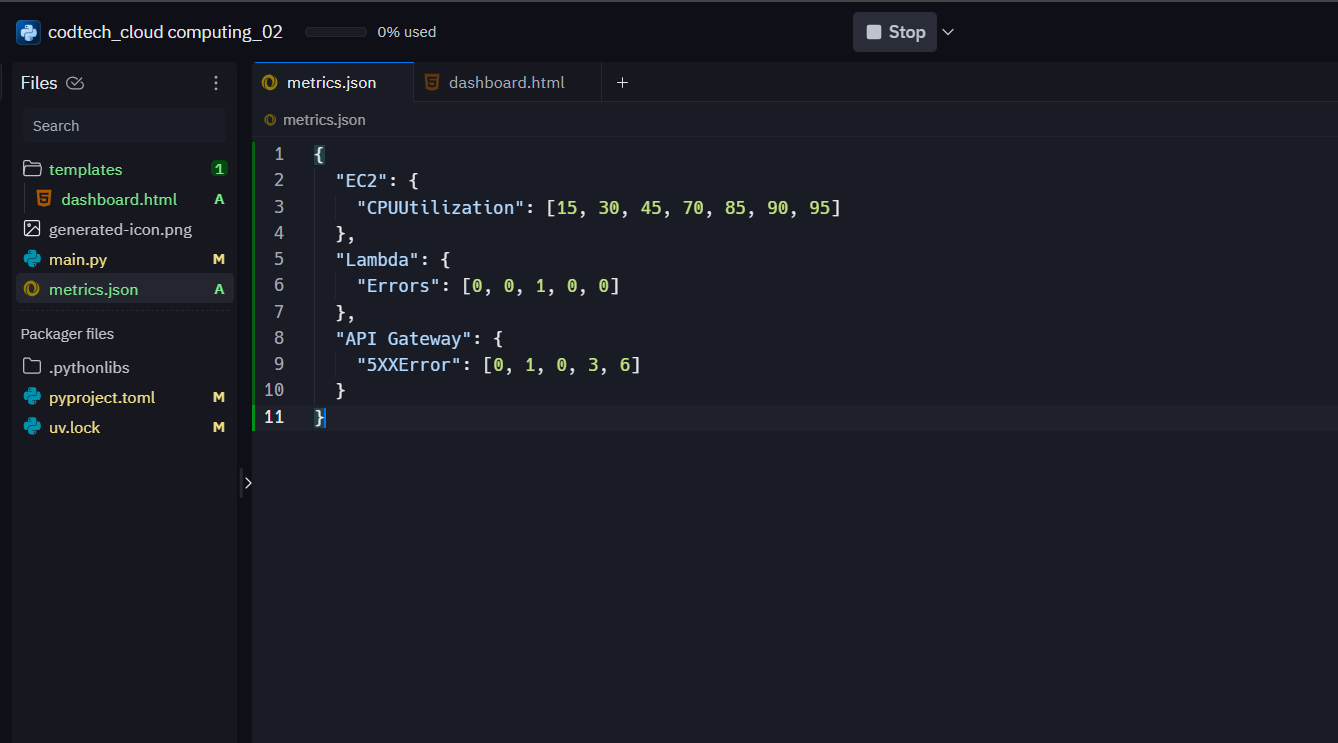 codtech_cloud computing_02 0% used Stop
Files
Search
templates 1
dashboard.html A
generated-icon.png
main.py M
metrics.json A
Packager files
.pythonlibs
pyproject.toml M
uv.lock M
metrics.json dashboard.html +
metrics.json
1 {
2 "EC2": {
3 "CPUUtilization": [15, 30, 45, 70, 85, 90, 95]
4 },
5 "Lambda": {
6 "Errors": [0, 0, 1, 0, 0]
7 },
8 "API Gateway": {
9 "5XXError": [0, 1, 0, 3, 6]
10 }
11 }